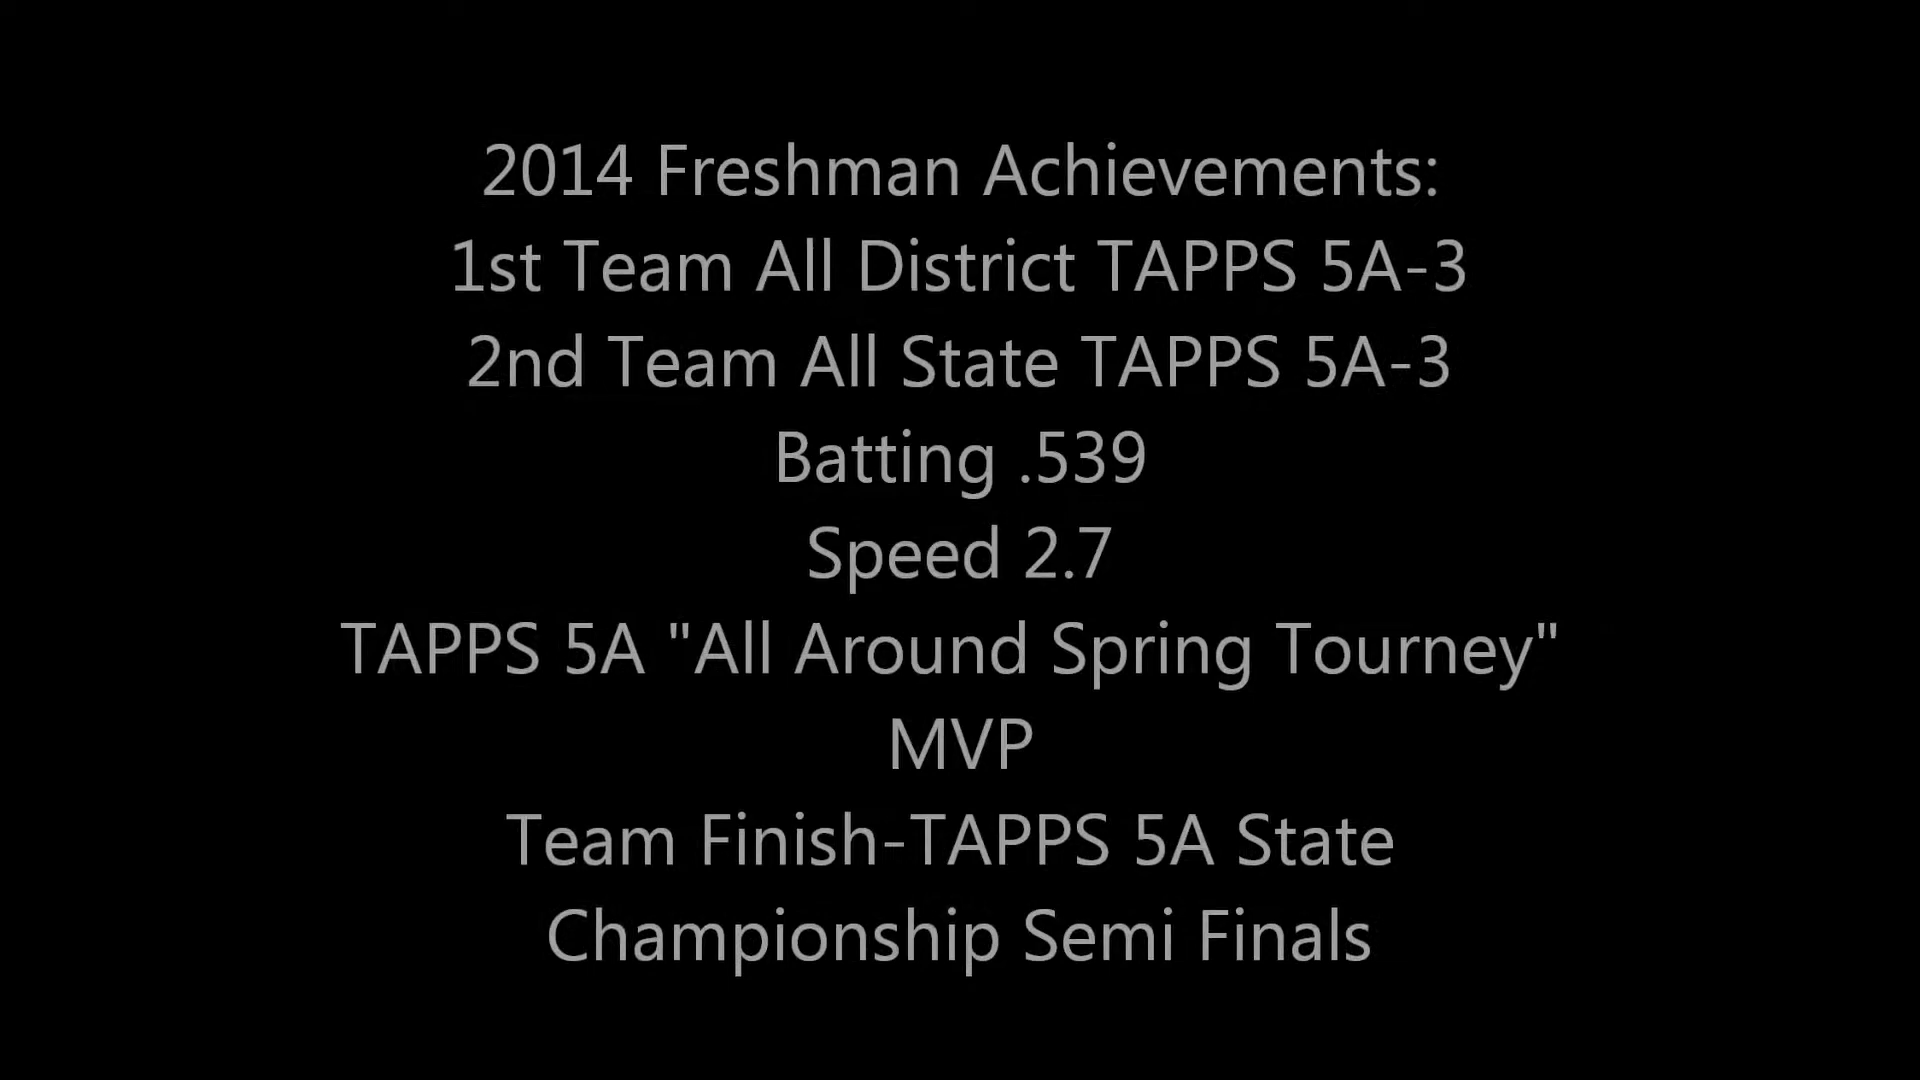 2014 Freshman Achievements:
1st Team All District TAPPS 5A-3
2nd Team All State TAPPS 5A-3
Batting .539
Speed 2.7
TAPPS 5A "All Around Spring Tourney"
MVP
Team Finish-TAPPS 5A State
Championship Semi Finals